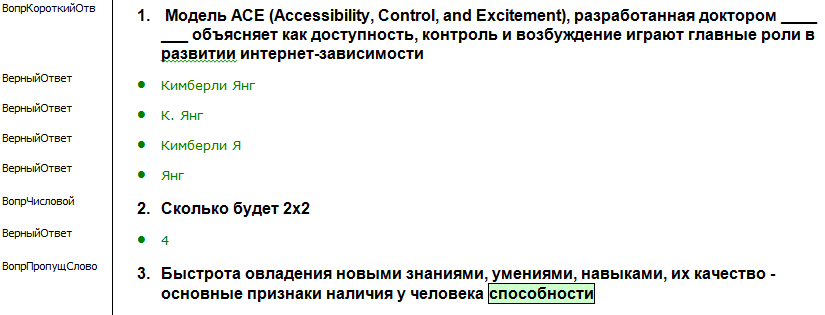 ВопрКороткийОтв
1. Модель ACE (Accessibility, Control, and Excitement), разработанная доктором ____
___ объясняет как доступность, контроль и возбуждение играют главные роли в
развитии интернет-зависимости
ВерныйОтвет
• Кимберли Янг
ВерныйОтвет
• К. Янг
ВерныйОтвет
• Кимберли Я
ВерныйОтвет
• Янг
ВопрЧисловой
2. Сколько будет 2x2
ВерныйОтвет
• 4
ВопрПропущСлово
3. Быстрота овладения новыми знаниями, умениями, навыками, их качество -
основные признаки наличия у человека способности